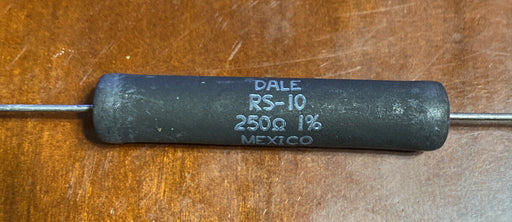 DALE
RS-10
250Ω 1%
MEXICO